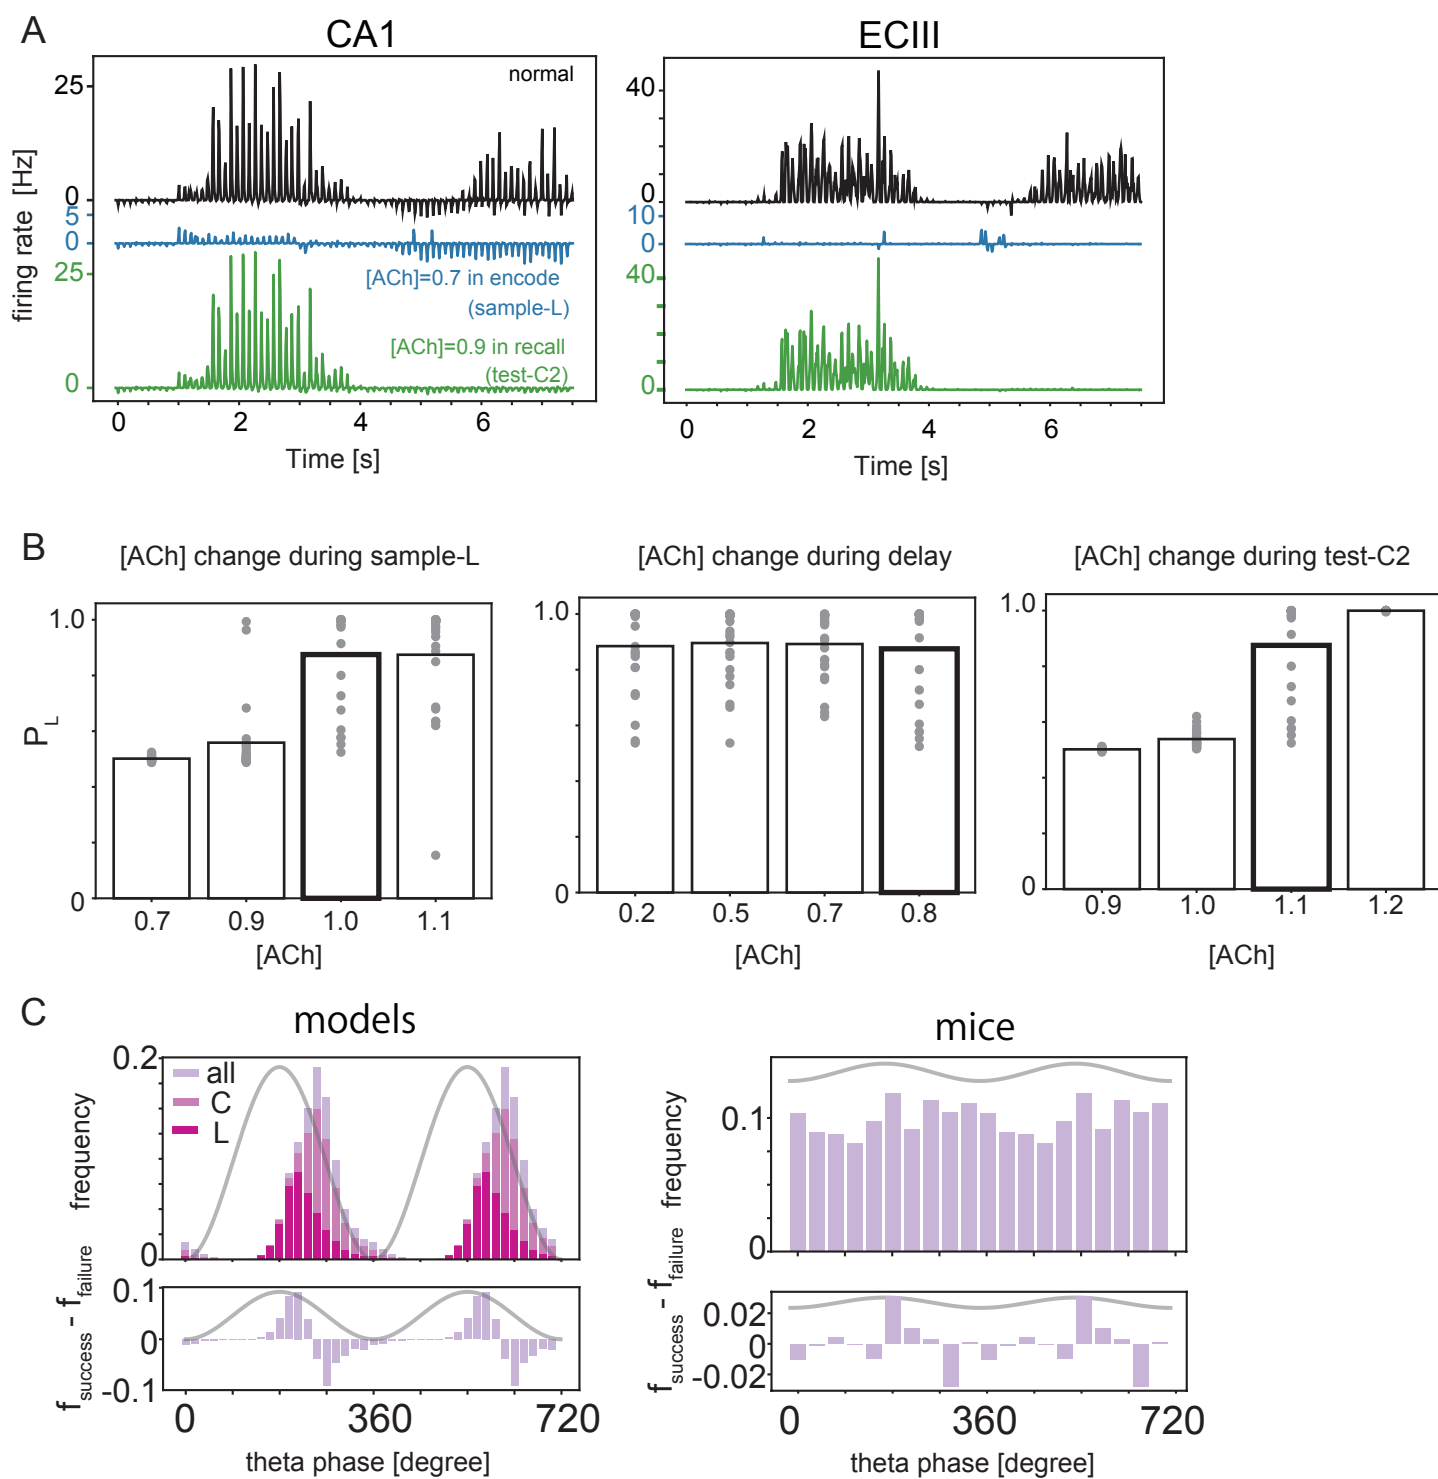 A
CA1
ECIII
firing rate [Hz]
25
0
5
0
25
0
normal
[ACh]=0.7 in encode
(sample-L)
[ACh]=0.9 in recall
(test-C2)
0 2 4 6
Time [s]
40
0
10
0
40
0
0 2 4 6
Time [s]
B
[ACh] change during sample-L
[ACh] change during delay
[ACh] change during test-C2
P_L
1.0
0
0.7 0.9 1.0 1.1
[ACh]
1.0
0
0.2 0.5 0.7 0.8
[ACh]
1.0
0
0.9 1.0 1.1 1.2
[ACh]
C
models
mice
frequency
0.2
0
all
C
L
f_success - f_failure
0.1
0
-0.1
0 360 720
theta phase [degree]
frequency
0.1
0
f_success - f_failure
0.02
0
-0.02
0 360 720
theta phase [degree]